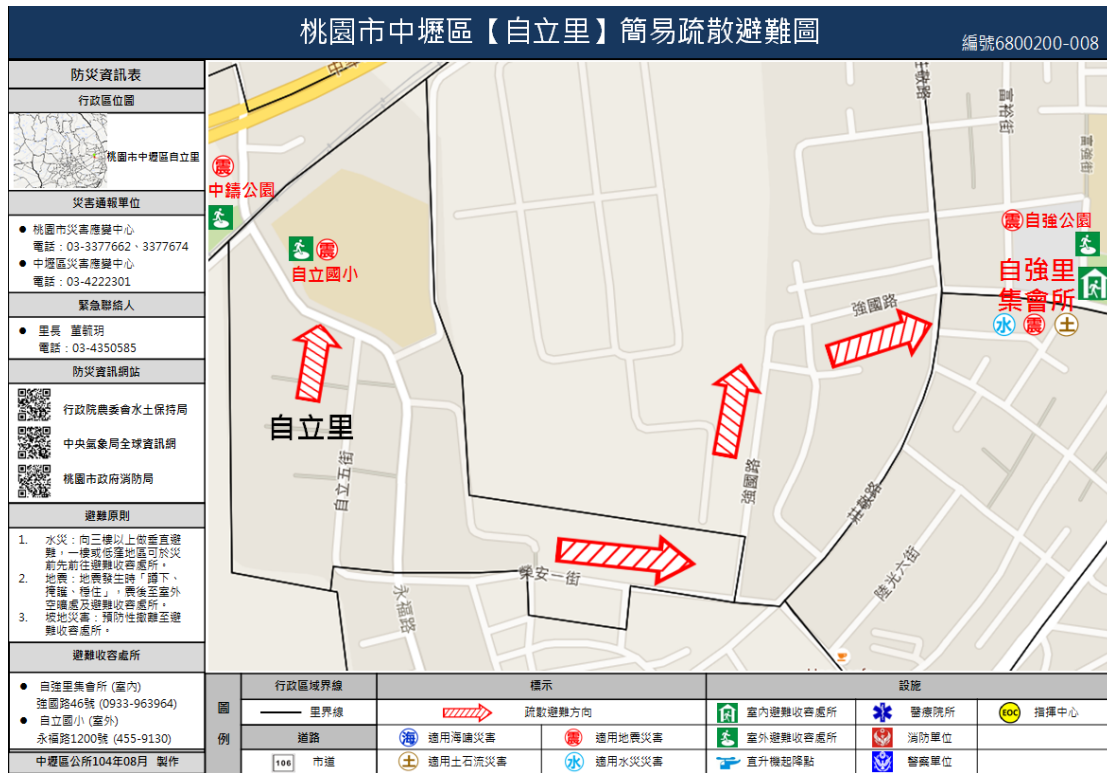 桃園市中壢區【自立里】簡易疏散避難圖
編號6800200-008
防災資訊表
行政區位圖
桃園市中壢區自立里
災害通報單位
● 桃園市災害應變中心
電話：03-3377662、3377674
● 中壢區災害應變中心
電話：03-4222301
緊急聯絡人
● 里長 董毓玥
電話：03-4350585
防災資訊網站
行政院農委會水土保持局
中央氣象局全球資訊網
桃園市政府消防局
避難原則
1. 水災：向三樓以上做垂直避
難，一樓或低窪地區可於災
前先前往避難收容處所。
2. 地震：地震發生時「蹲下、
掩護、穩住」，震後至室外
空曠處及避難收容處所。
3. 坡地災害：預防性撤離至避
難收容處所。
避難收容處所
● 自強里集會所 (室內)
強國路46號 (0933-963964)
● 自立國小 (室外)
永福路1200號 (455-9130)
中壢區公所104年08月 製作
震
中鑄公園
震
自立國小
自立里
自立五街
永福路
榮安一街
強國路
強國路
莊敬路
莊敬路
陸光六街
富裕街
富強街
震自強公園
自強里
集會所
水 震 土
圖例
行政區域界線
里界線
道路
106 市道
標示
疏散避難方向
海 適用海嘯災害
震 適用地震災害
土 適用土石流災害
水 適用水災災害
設施
室內避難收容處所
醫療院所
EOC 指揮中心
室外避難收容處所
消防單位
直升機起降點
警察單位